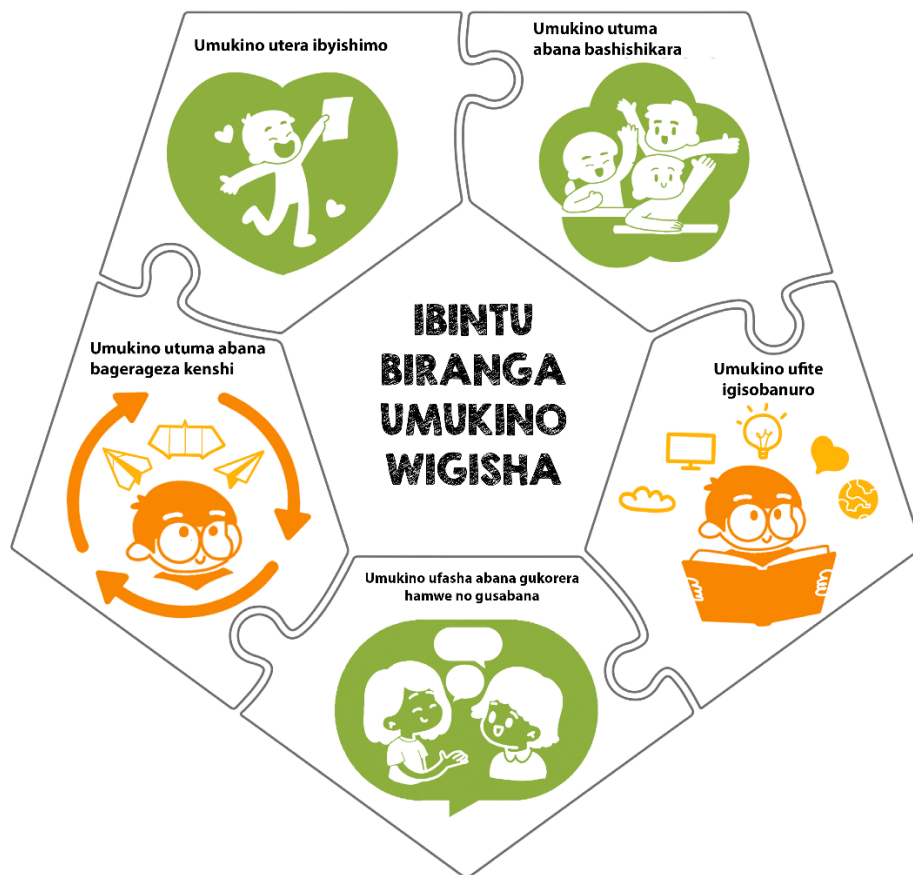 Umukino utera ibyishimo
Umukino utuma
abana bashishikara
IBINTU
BIRANGA
UMUKINO
WIGISHA
Umukino utuma abana
bagerageza kenshi
Umukino ufite
igisobanuro
Umukino ufasha abana gukorera
hamwe no gusabana